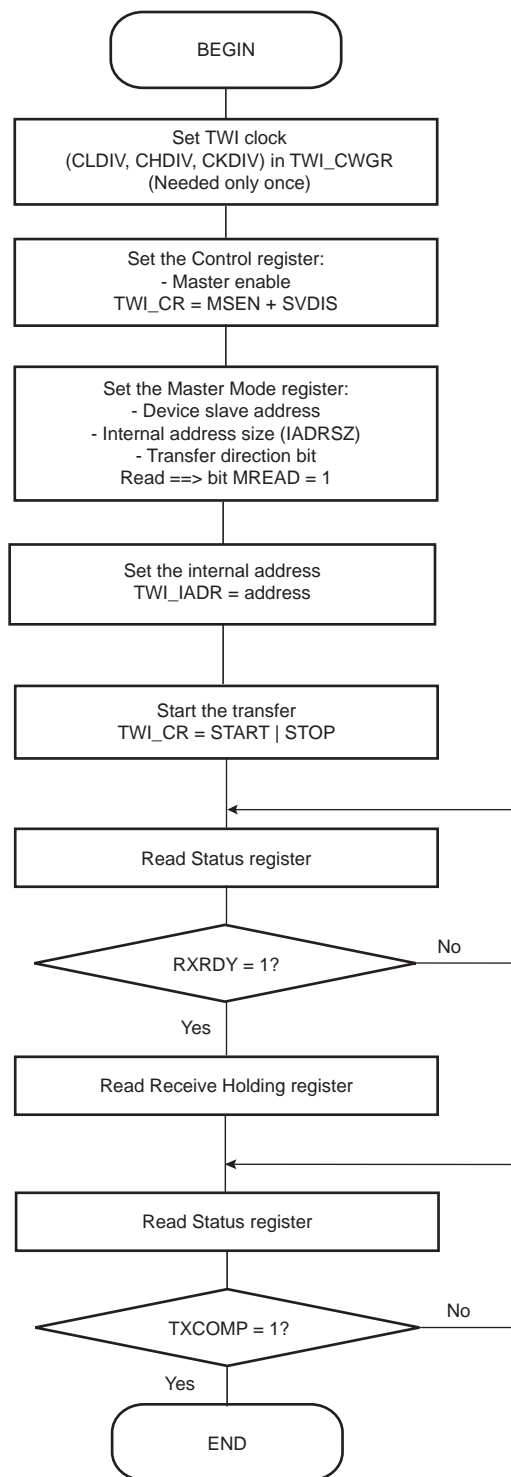 BEGIN
Set TWI clock
(CLDIV, CHDIV, CKDIV) in TWI_CWGR
(Needed only once)
Set the Control register:
- Master enable
TWI_CR = MSEN + SVDIS
Set the Master Mode register:
- Device slave address
- Internal address size (IADRSZ)
- Transfer direction bit
Read ==> bit MREAD = 1
Set the internal address
TWI_IADR = address
Start the transfer
TWI_CR = START | STOP
Read Status register
RXRDY = 1?
No
Yes
Read Receive Holding register
Read Status register
TXCOMP = 1?
No
Yes
END